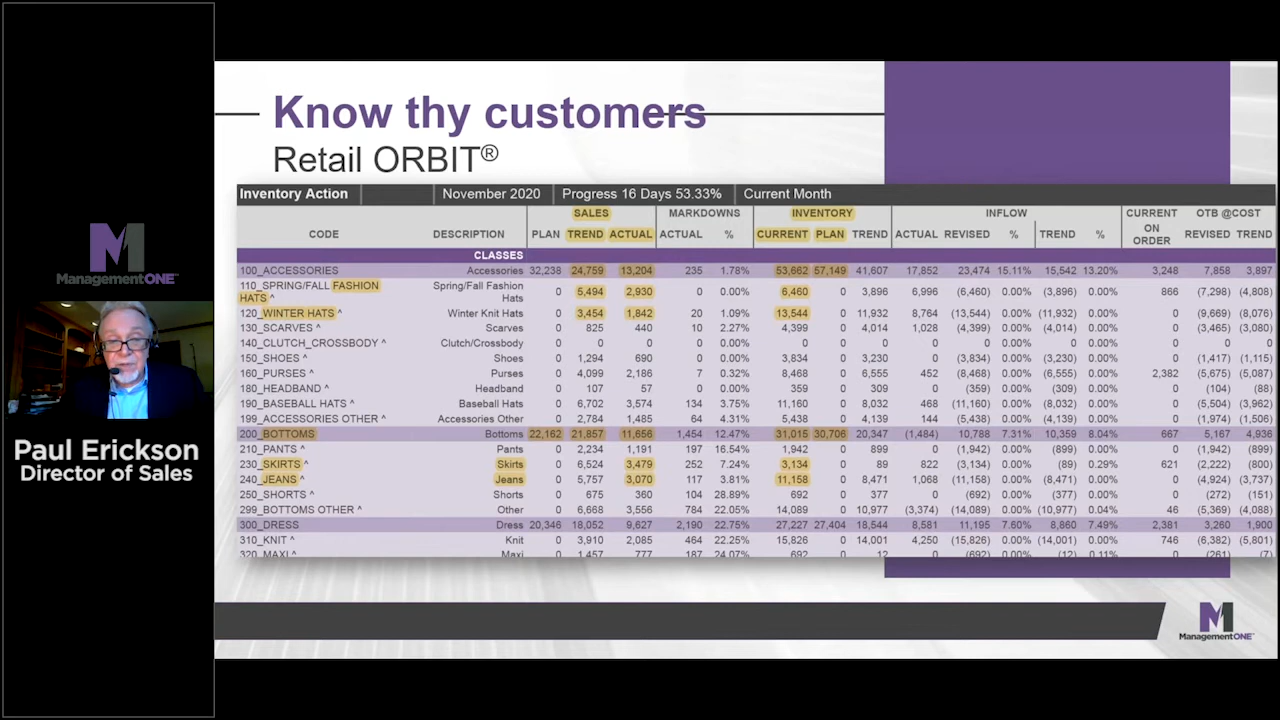 Know thy customers
Retail ORBIT®
Inventory Action November 2020 Progress 16 Days 53.33% Current Month
SALES MARKDOWNS INVENTORY INFLOW CURRENT ON ORDER OTB @COST
CODE DESCRIPTION PLAN TREND ACTUAL ACTUAL % CURRENT PLAN TREND ACTUAL REVISED % TREND % REVISED TREND
CLASSES
100_ACCESSORIES Accessories 32,238 24,759 13,204 235 1.78% 53,662 57,149 41,607 17,852 23,474 15.11% 15,542 13.20% 3,248 7,858 3,897
110_SPRING/FALL FASHION HATS ^ Spring/Fall Fashion Hats 0 5,494 2,930 0 0.00% 6,460 0 3,896 6,996 (6,460) 0.00% (3,896) 0.00% 866 (7,298) (4,808)
120_WINTER HATS ^ Winter Knit Hats 0 3,454 1,842 20 1.09% 13,544 0 11,932 8,764 (13,544) 0.00% (11,932) 0.00% 0 (9,669) (8,076)
130_SCARVES ^ Scarves 0 825 440 10 2.27% 4,399 0 4,014 1,028 (4,399) 0.00% (4,014) 0.00% 0 (3,465) (3,080)
140_CLUTCH_CROSSBODY ^ Clutch/Crossbody 0 0 0 0 0.00% 0 0 0 0 0 0.00% 0 0.00% 0 0 0
150_SHOES ^ Shoes 0 1,294 690 0 0.00% 3,834 0 3,230 0 (3,834) 0.00% (3,230) 0.00% 0 (1,417) (1,115)
160_PURSES ^ Purses 0 4,099 2,186 7 0.32% 8,468 0 6,555 452 (8,468) 0.00% (6,555) 0.00% 2,382 (5,675) (5,087)
180_HEADBAND ^ Headband 0 107 57 0 0.00% 359 0 309 0 (359) 0.00% (309) 0.00% 0 (104) (88)
190_BASEBALL HATS ^ Baseball Hats 0 6,702 3,574 134 3.75% 11,160 0 8,032 468 (11,160) 0.00% (8,032) 0.00% 0 (5,504) (3,962)
199_ACCESSORIES OTHER ^ Accessories Other 0 2,784 1,485 64 4.31% 5,438 0 4,139 144 (5,438) 0.00% (4,139) 0.00% 0 (1,974) (1,506)
200_BOTTOMS Bottoms 22,162 21,857 11,656 1,454 12.47% 31,015 30,706 20,347 (1,484) 10,788 7.31% 10,359 8.04% 667 5,167 4,936
210_PANTS ^ Pants 0 2,234 1,191 197 16.54% 1,942 0 899 0 (1,942) 0.00% (899) 0.00% 0 (1,942) (899)
230_SKIRTS ^ Skirts 0 6,524 3,479 252 7.24% 3,134 0 89 822 (3,134) 0.00% (89) 0.29% 621 (2,222) (800)
240_JEANS ^ Jeans 0 5,757 3,070 117 3.81% 11,158 0 8,471 1,068 (11,158) 0.00% (8,471) 0.00% 0 (4,924) (3,737)
250_SHORTS ^ Shorts 0 675 360 104 28.89% 692 0 377 0 (692) 0.00% (377) 0.00% 0 (272) (151)
299_BOTTOMS OTHER ^ Other 0 6,668 3,556 784 22.05% 14,089 0 10,977 (3,374) (14,089) 0.00% (10,977) 0.04% 46 (5,369) (4,088)
300_DRESS Dress 20,346 18,052 9,627 2,190 22.75% 27,227 27,404 18,544 8,581 11,195 7.60% 8,860 7.49% 2,381 3,260 1,900
310_KNIT ^ Knit 0 3,910 2,085 464 22.25% 15,826 0 14,001 4,250 (15,826) 0.00% (14,001) 0.00% 746 (6,382) (5,801)
320_MAXI ^ Maxi 0 1,457 777 187 24.07% 692 0 12 0 (692) 0.00% (12) 0.11% 0 (261) (7)
ManagementONE™
Paul Erickson
Director of Sales
ManagementONE™